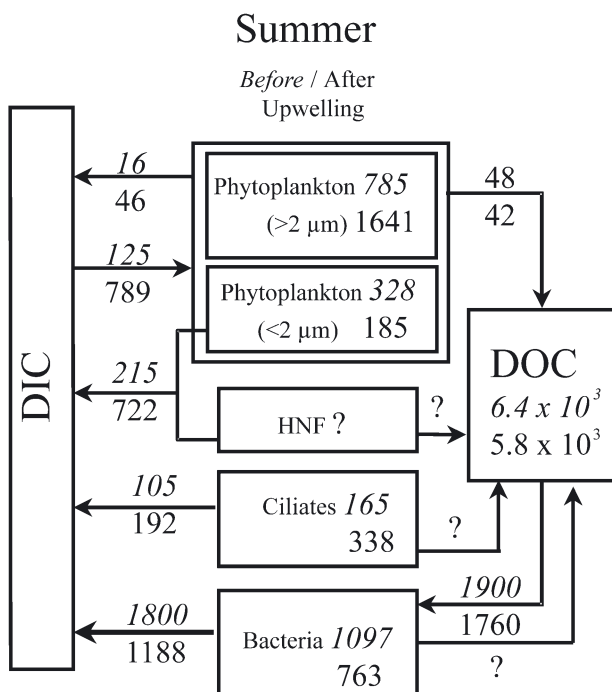 Summer
Before / After
Upwelling
DIC
16
46
Phytoplankton 785
(>2 µm) 1641
48
42
125
789
Phytoplankton 328
(<2 µm) 185
DOC
6.4 x 10³
5.8 x 10³
215
722
HNF ?
?
105
192
Ciliates 165
338
?
1800
1188
Bacteria 1097
763
1900
1760
?